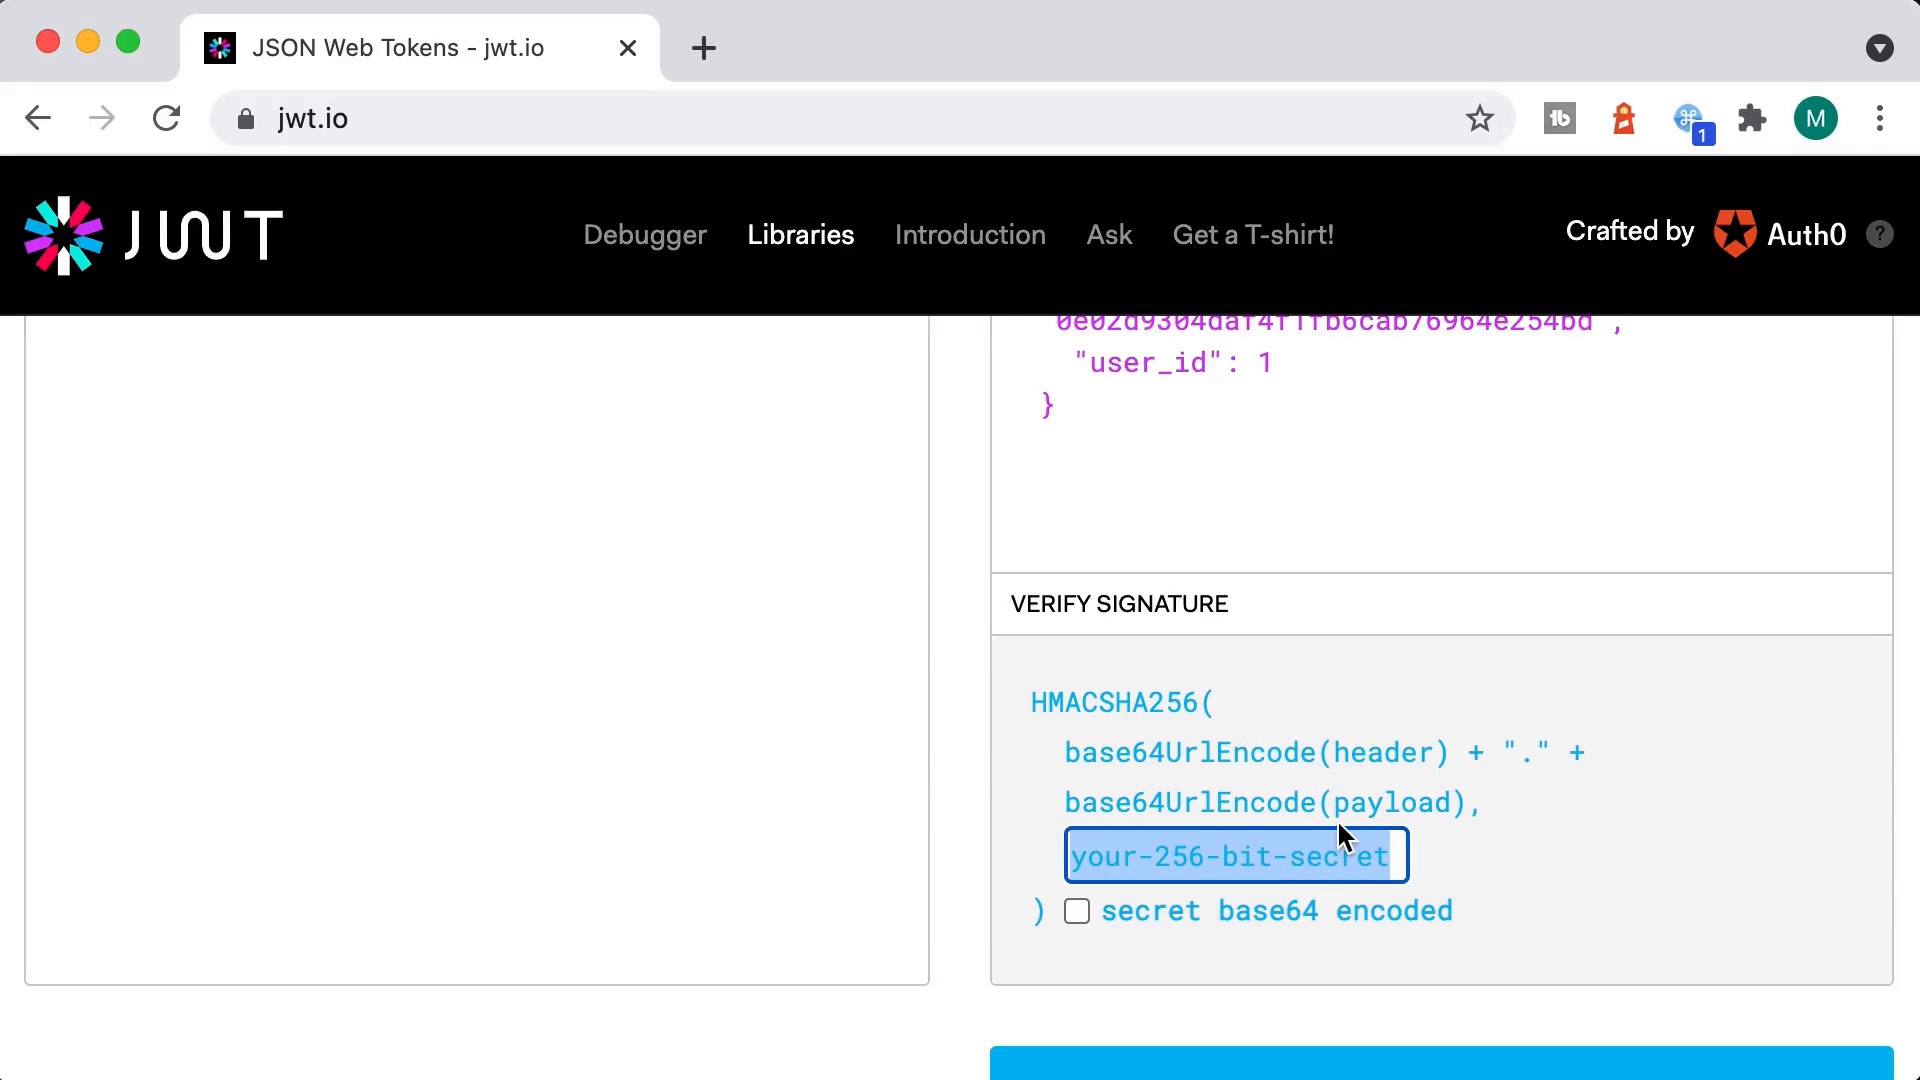 JSON Web Tokens - jwt.io
jwt.io
1
M
JWT
Debugger
Libraries
Introduction
Ask
Get a T-shirt!
Crafted by
Auth0
?
0e02d9304daf4f1fb6cab76964e254bd",
"user_id": 1
}
VERIFY SIGNATURE
HMACSHA256(
base64UrlEncode(header) + "." +
base64UrlEncode(payload),
your-256-bit-secret
) secret base64 encoded